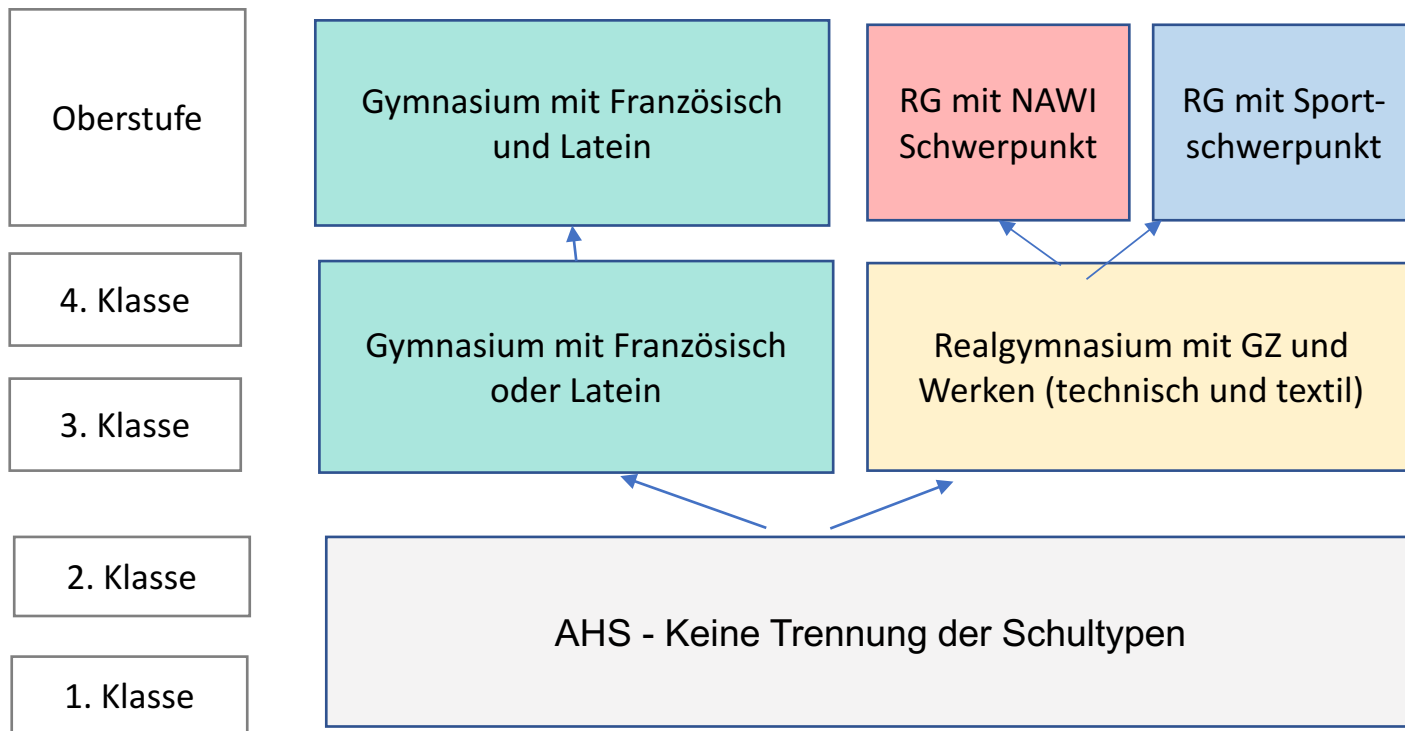 Oberstufe
Gymnasium mit Französisch
und Latein
RG mit NAWI
Schwerpunkt
RG mit Sport-
schwerpunkt
4. Klasse
3. Klasse
Gymnasium mit Französisch
oder Latein
Realgymnasium mit GZ und
Werken (technisch und textil)
2. Klasse
1. Klasse
AHS - Keine Trennung der Schultypen